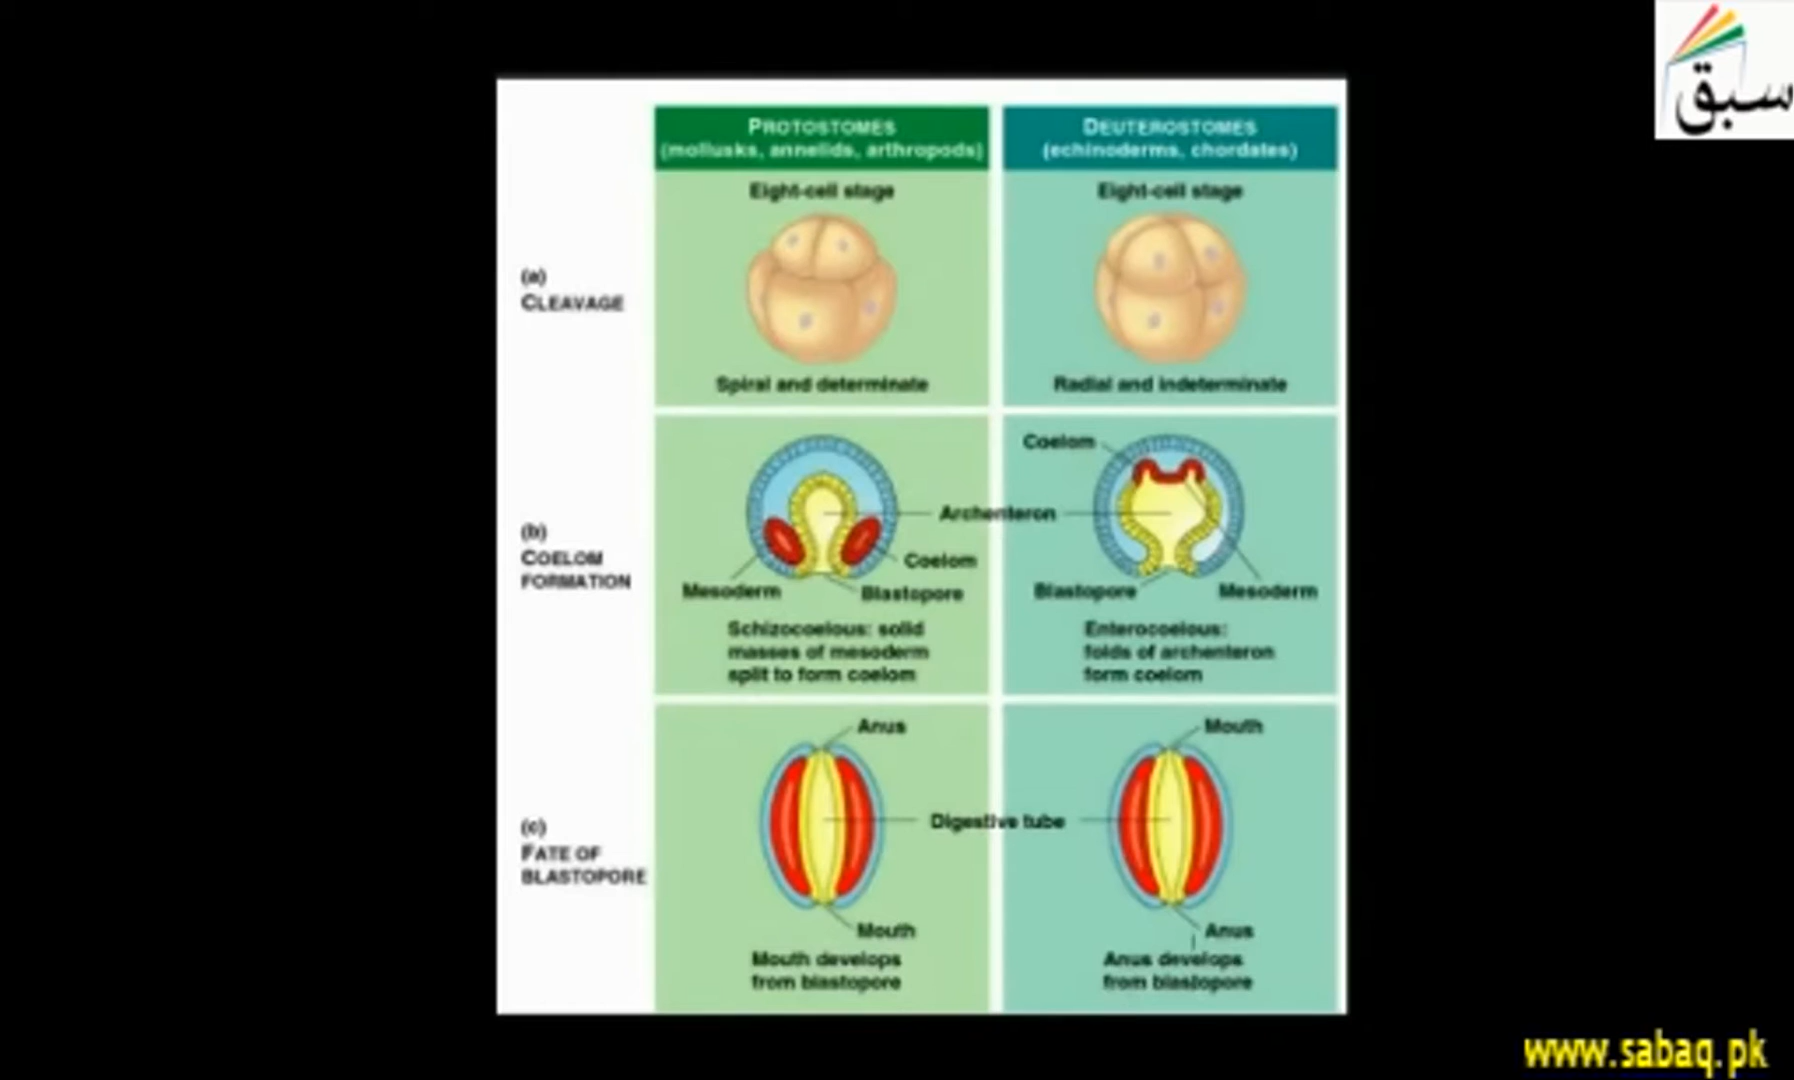 سبق
PROTOSTOMES
(mollusks, annelids, arthropods)
DEUTEROSTOMES
(echinoderms, chordates)
(a)
CLEAVAGE
Eight-cell stage
Spiral and determinate
Eight-cell stage
Radial and indeterminate
(b)
COELOM
FORMATION
Archenteron
Coelom
Mesoderm
Blastopore
Schizocoelous: solid
masses of mesoderm
split to form coelom
Coelom
Blastopore
Mesoderm
Enterocoelous:
folds of archenteron
form coelom
(c)
FATE OF
BLASTOPORE
Anus
Digestive tube
Mouth
Mouth develops
from blastopore
Mouth
Anus
Anus develops
from blastopore
www.sabaq.pk